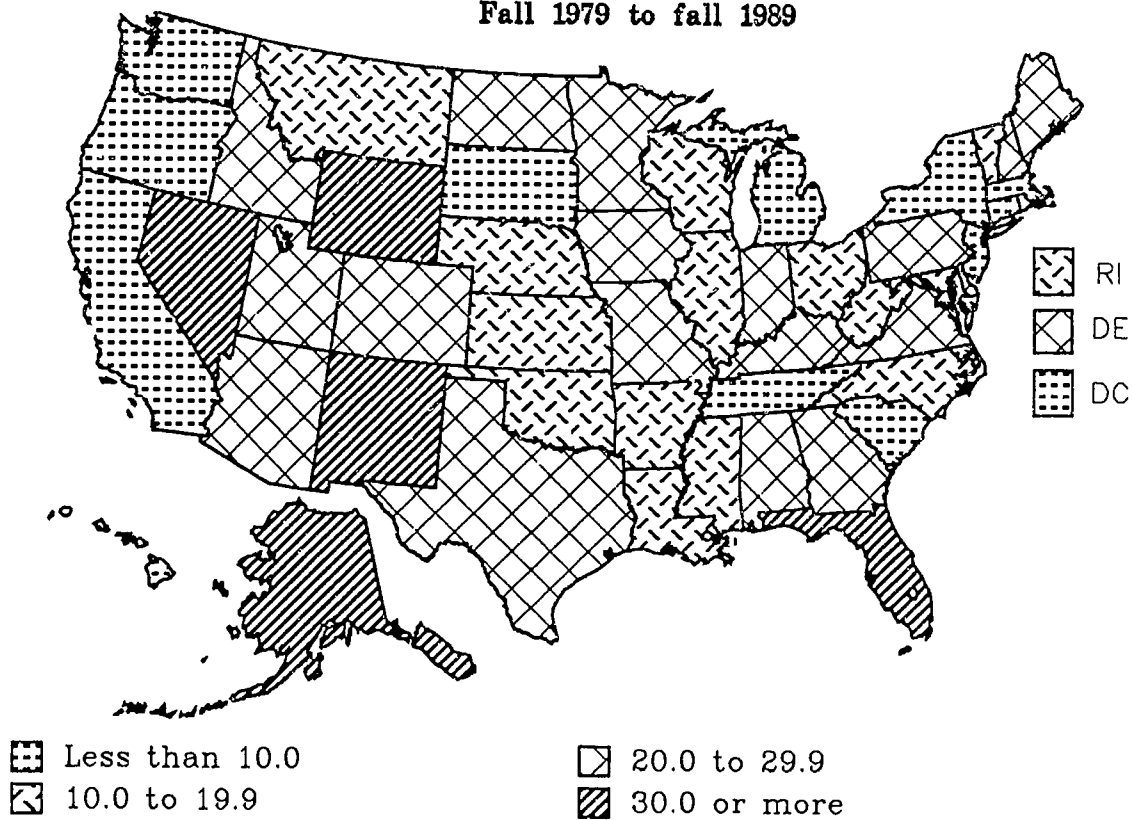 Fall 1979 to fall 1989
RI
DE
DC
Less than 10.0
10.0 to 19.9
20.0 to 29.9
30.0 or more